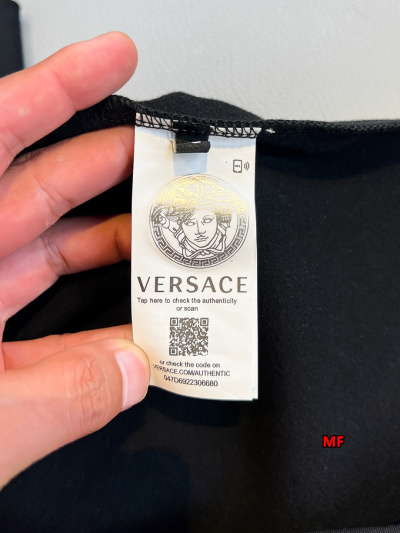 VERSACE
Tap here to check the authenticity
or scan
or check the code on
VERSACE.COM/AUTHENTIC
047D6922306680
MF